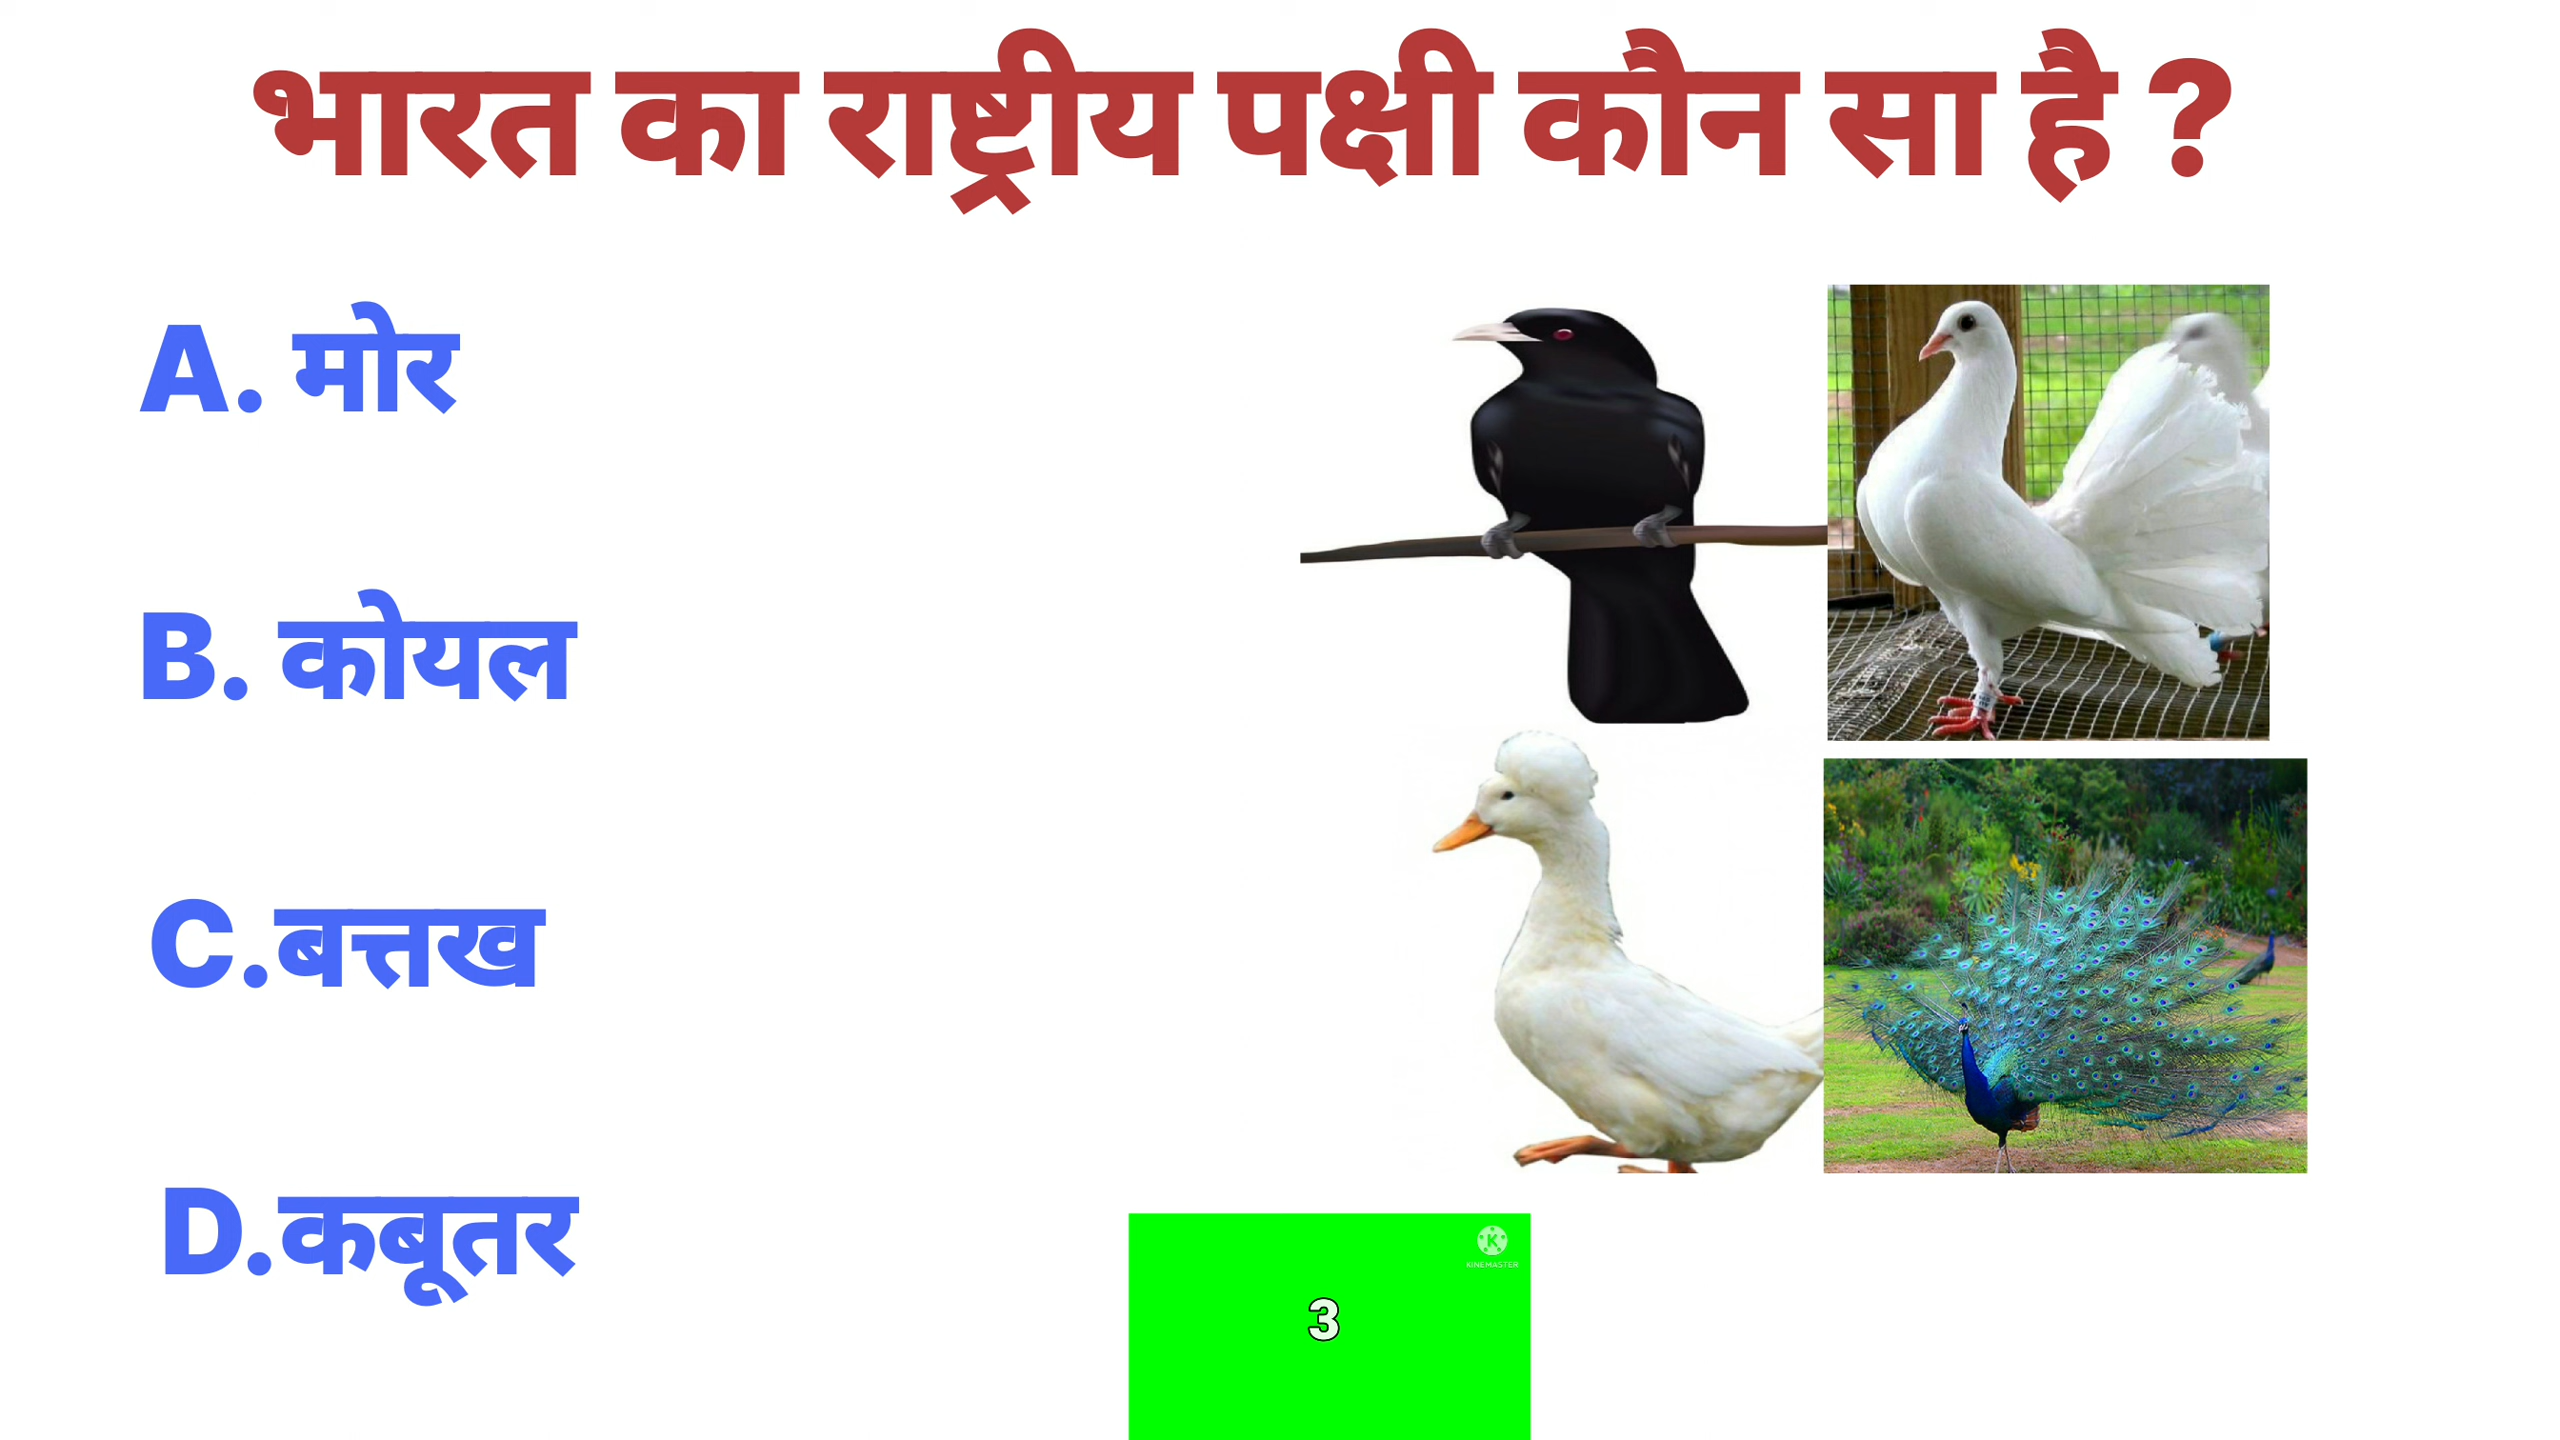 भारत का राष्ट्रीय पक्षी कौन सा है ?
A. मोर
B. कोयल
C.बत्तख
D.कबूतर
K
KINEMASTER
3